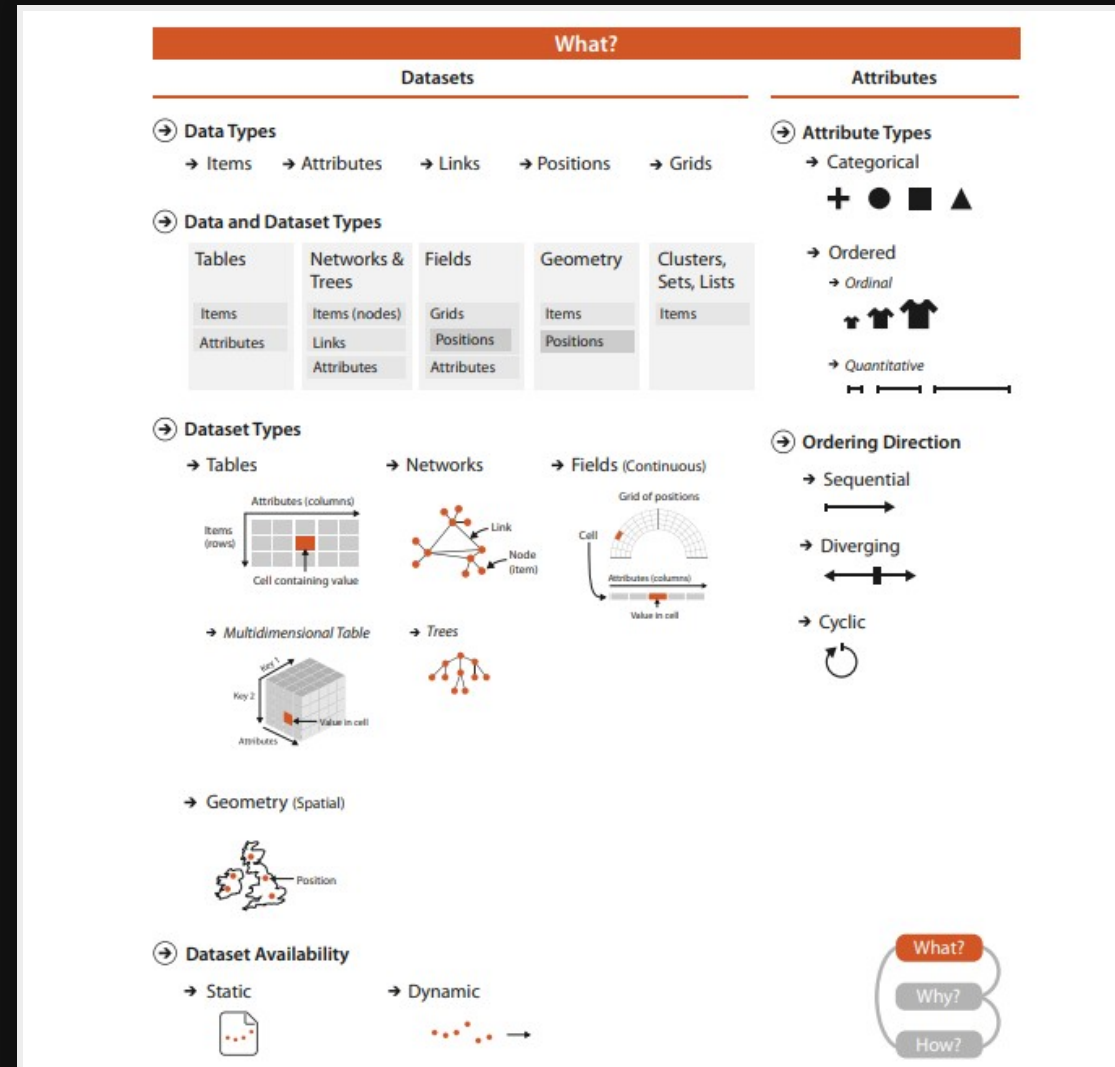 What?
Datasets
Attributes
Data Types
Items
Attributes
Links
Positions
Grids
Data and Dataset Types
Tables
Items
Attributes
Networks &
Trees
Items (nodes)
Links
Attributes
Fields
Grids
Positions
Attributes
Geometry
Items
Positions
Clusters,
Sets, Lists
Items
Dataset Types
Tables
Attributes (columns)
Items
(rows)
Cell containing value
Networks
Link
Node
(item)
Fields (Continuous)
Grid of positions
Cell
Attributes (columns)
Value in cell
Multidimensional Table
Key 1
Key 2
Value in cell
Attributes
Trees
Geometry (Spatial)
Position
Dataset Availability
Static
Dynamic
Attribute Types
Categorical
Ordered
Ordinal
Quantitative
Ordering Direction
Sequential
Diverging
Cyclic
What?
Why?
How?